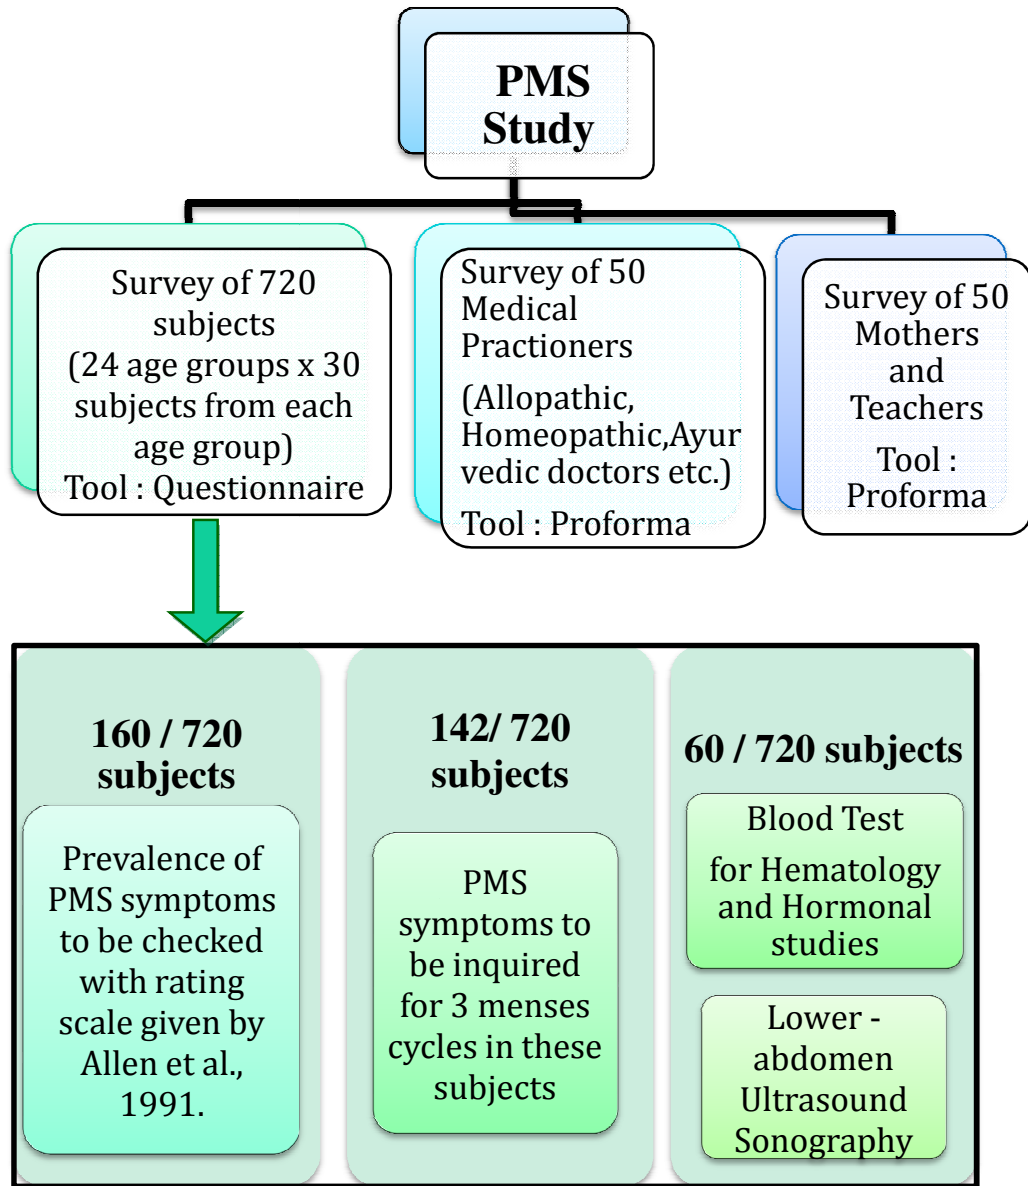 PMS
Study
Survey of 720
subjects
(24 age groups x 30
subjects from each
age group)
Tool : Questionnaire
Survey of 50
Medical
Practioners
(Allopathic,
Homeopathic,Ayur
vedic doctors etc.)
Tool : Proforma
Survey of 50
Mothers
and
Teachers
Tool :
Proforma
160 / 720
subjects
Prevalence of
PMS symptoms
to be checked
with rating
scale given by
Allen et al.,
1991.
142/ 720
subjects
PMS
symptoms to
be inquired
for 3 menses
cycles in these
subjects
60 / 720 subjects
Blood Test
for Hematology
and Hormonal
studies
Lower -
abdomen
Ultrasound
Sonography